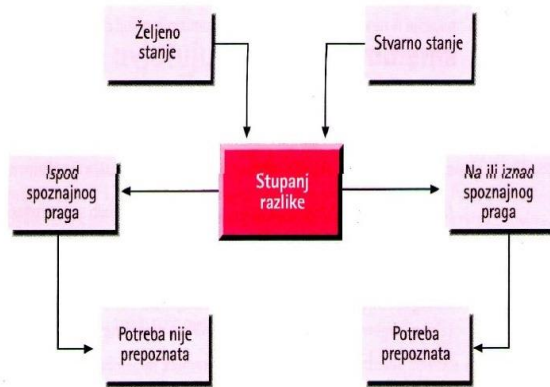 Željeno
stanje
Stvarno stanje
Ispod
spoznajnog
praga
Stupanj
razlike
Na ili iznad
spoznajnog
praga
Potreba nije
prepoznata
Potreba
prepoznata